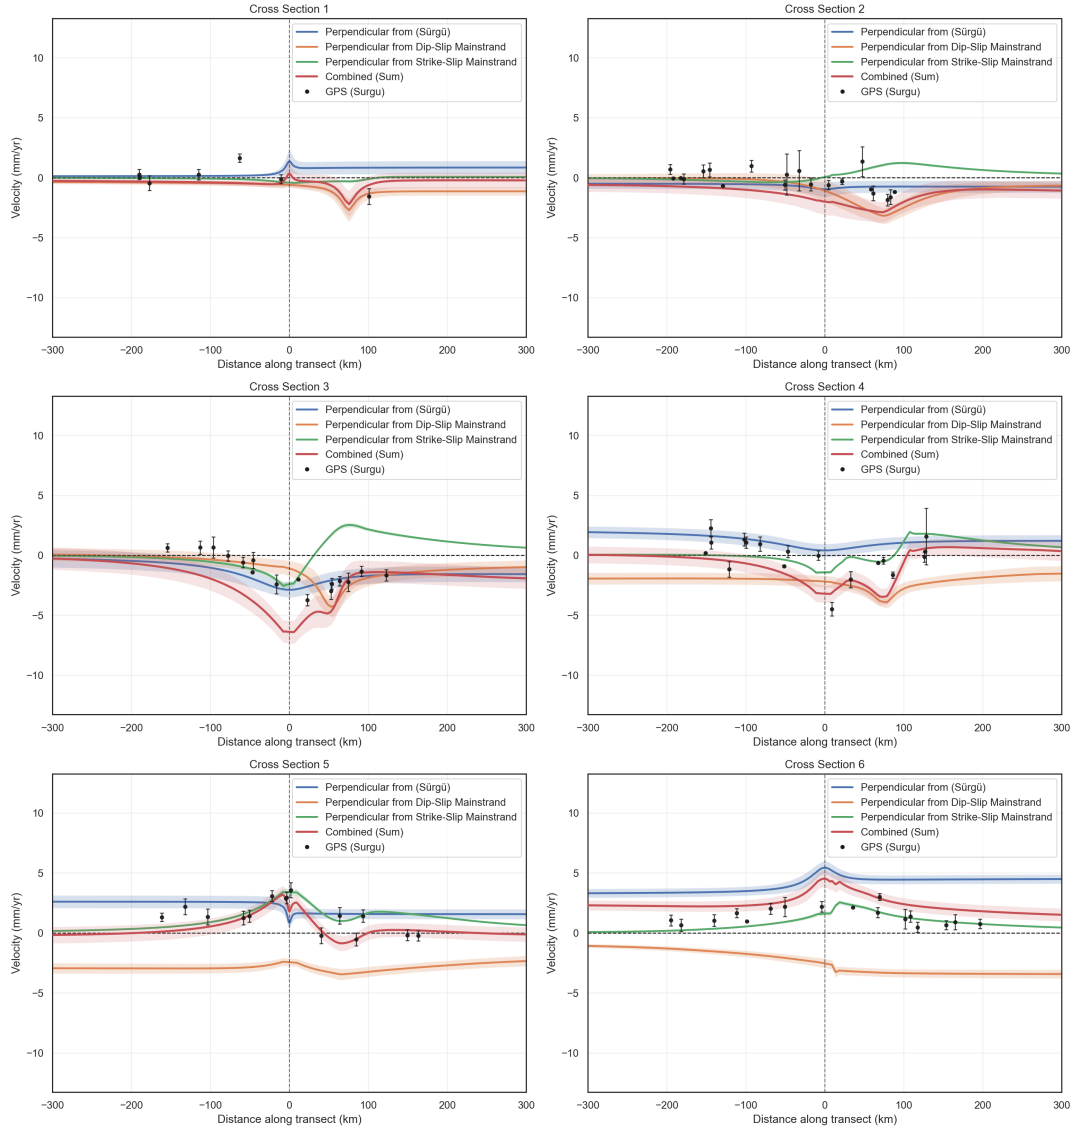 Cross Section 1
Perpendicular from (Sürgü)
Perpendicular from Dip-Slip Mainstrand
Perpendicular from Strike-Slip Mainstrand
Combined (Sum)
GPS (Surgu)
Velocity (mm/yr)
10
5
0
−5
−10
−300
−200
−100
0
100
200
300
Distance along transect (km)
Cross Section 2
Perpendicular from (Sürgü)
Perpendicular from Dip-Slip Mainstrand
Perpendicular from Strike-Slip Mainstrand
Combined (Sum)
GPS (Surgu)
Velocity (mm/yr)
10
5
0
−5
−10
−300
−200
−100
0
100
200
300
Distance along transect (km)
Cross Section 3
Perpendicular from (Sürgü)
Perpendicular from Dip-Slip Mainstrand
Perpendicular from Strike-Slip Mainstrand
Combined (Sum)
GPS (Surgu)
Velocity (mm/yr)
10
5
0
−5
−10
−300
−200
−100
0
100
200
300
Distance along transect (km)
Cross Section 4
Perpendicular from (Sürgü)
Perpendicular from Dip-Slip Mainstrand
Perpendicular from Strike-Slip Mainstrand
Combined (Sum)
GPS (Surgu)
Velocity (mm/yr)
10
5
0
−5
−10
−300
−200
−100
0
100
200
300
Distance along transect (km)
Cross Section 5
Perpendicular from (Sürgü)
Perpendicular from Dip-Slip Mainstrand
Perpendicular from Strike-Slip Mainstrand
Combined (Sum)
GPS (Surgu)
Velocity (mm/yr)
10
5
0
−5
−10
−300
−200
−100
0
100
200
300
Distance along transect (km)
Cross Section 6
Perpendicular from (Sürgü)
Perpendicular from Dip-Slip Mainstrand
Perpendicular from Strike-Slip Mainstrand
Combined (Sum)
GPS (Surgu)
Velocity (mm/yr)
10
5
0
−5
−10
−300
−200
−100
0
100
200
300
Distance along transect (km)